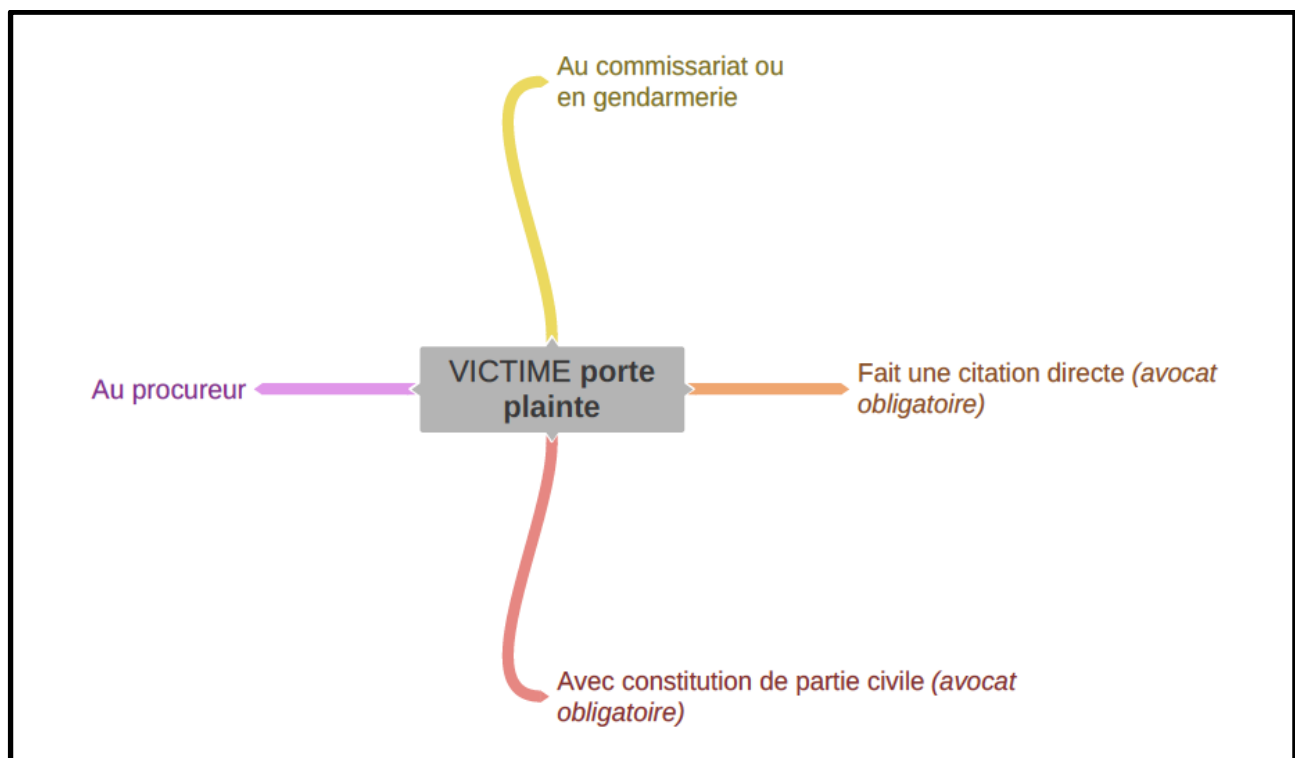 Au commissariat ou
en gendarmerie
VICTIME porte
plainte
Au procureur
Fait une citation directe (avocat
obligatoire)
Avec constitution de partie civile (avocat
obligatoire)